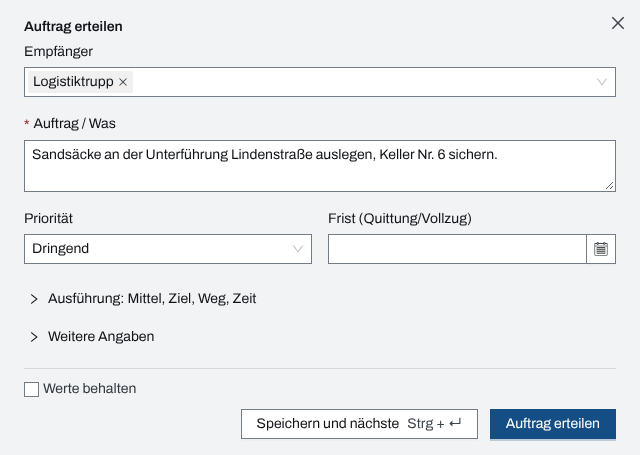 Auftrag erteilen
Empfänger
Logistiktrupp
* Auftrag / Was
Sandsäcke an der Unterführung Lindenstraße auslegen, Keller Nr. 6 sichern.
Priorität
Frist (Quittung/Vollzug)
Dringend
Ausführung: Mittel, Ziel, Weg, Zeit
Weitere Angaben
Werte behalten
Speichern und nächste Strg + ↵
Auftrag erteilen